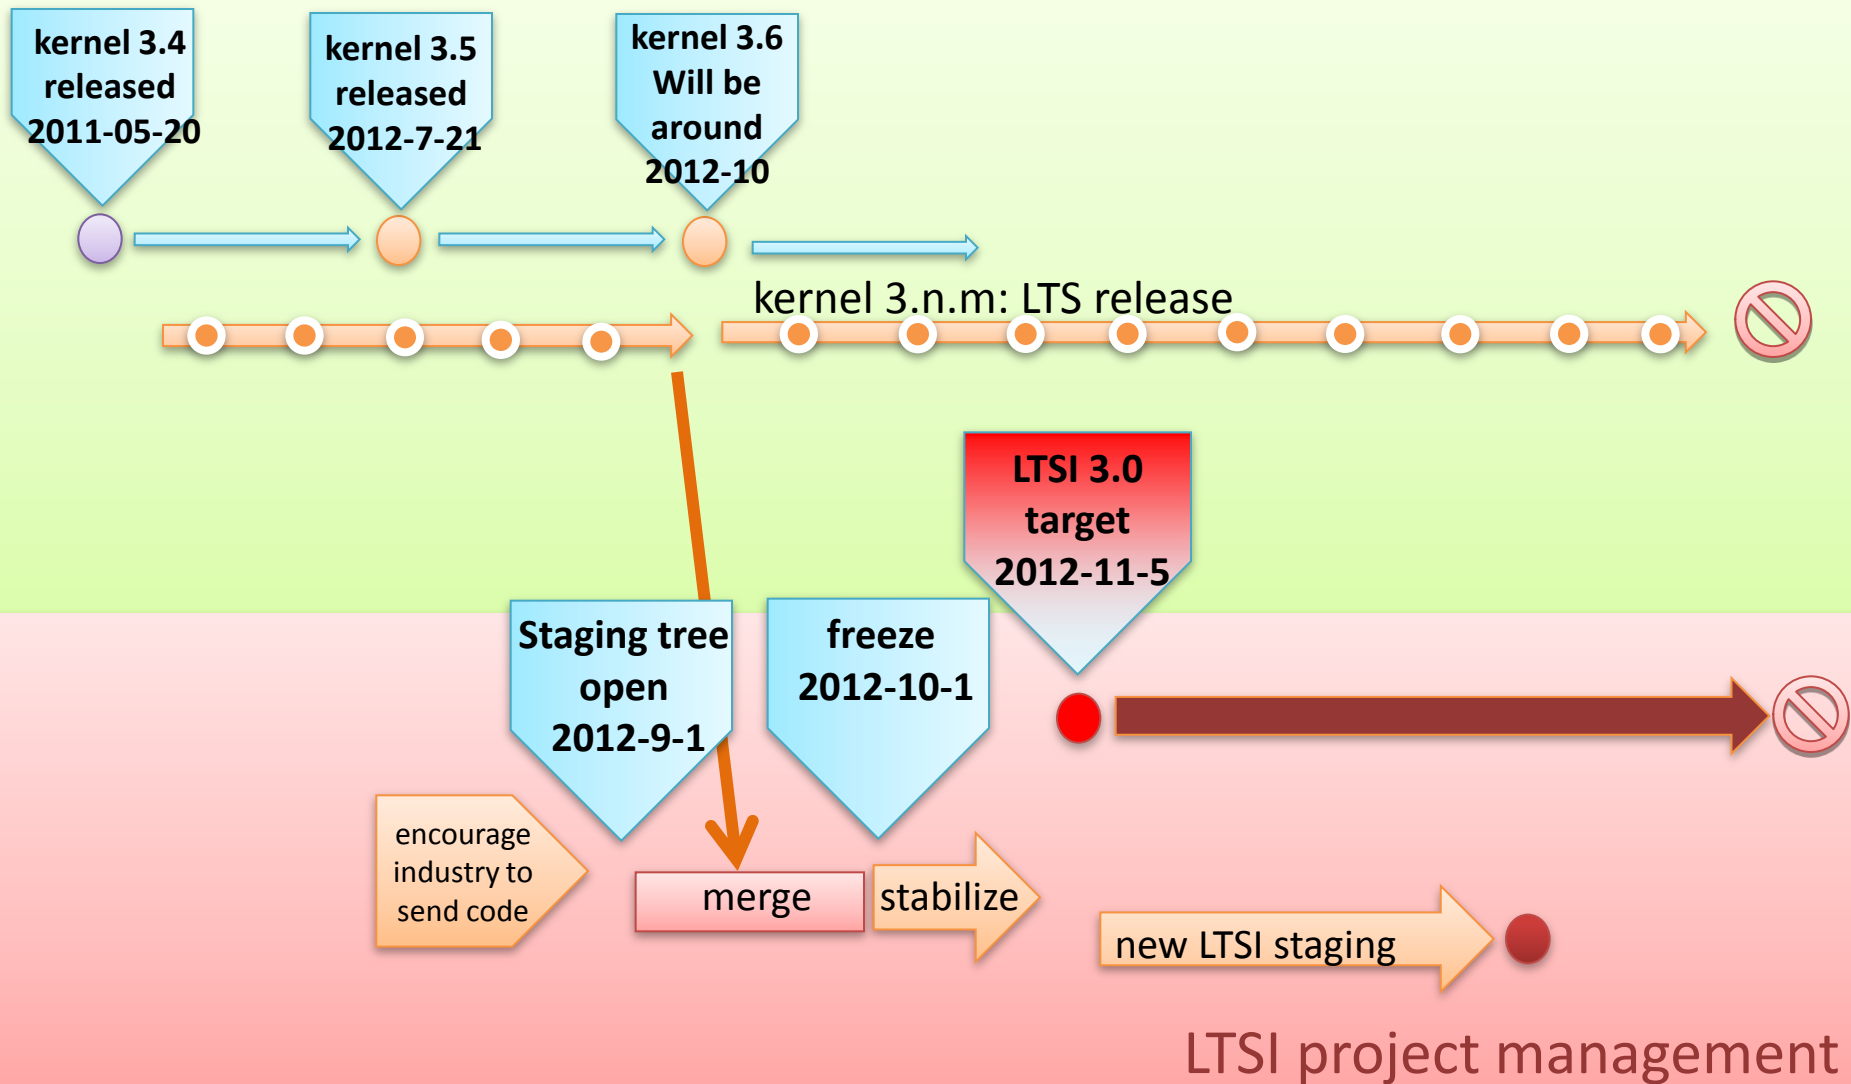 kernel 3.4
released
2011-05-20
kernel 3.5
released
2012-7-21
kernel 3.6
Will be
around
2012-10
kernel 3.n.m: LTS release
LTSI 3.0
target
2012-11-5
Staging tree
open
2012-9-1
freeze
2012-10-1
encourage
industry to
send code
merge
stabilize
new LTSI staging
LTSI project management